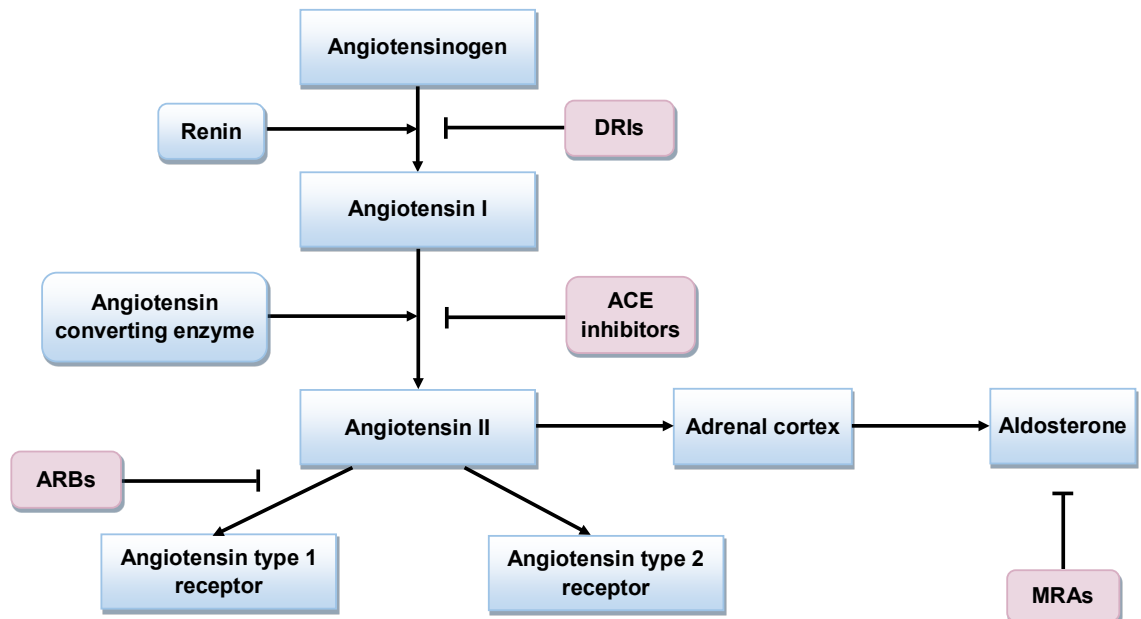 Angiotensinogen
Renin
DRIs
Angiotensin I
Angiotensin
converting enzyme
ACE
inhibitors
Angiotensin II
Adrenal cortex
Aldosterone
ARBs
Angiotensin type 1
receptor
Angiotensin type 2
receptor
MRAs